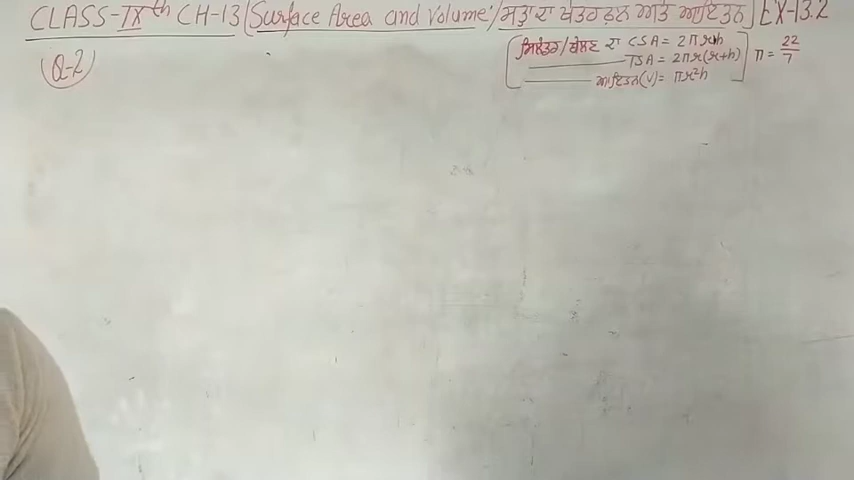 CLASS-IXth CH-13 [Surface Area and Volume/ਸਤ੍ਹਾ ਦਾ ਖੇਤਰਫਲ ਅਤੇ ਆਇਤਨ] EX-13.2
Q-2
ਸਿਲੰਡਰ/ਬੇਲਣ ਦਾ CSA = 2πrh
TSA = 2πr(r+h)
ਆਇਤਨ(V) = πr²h
π = 22/7